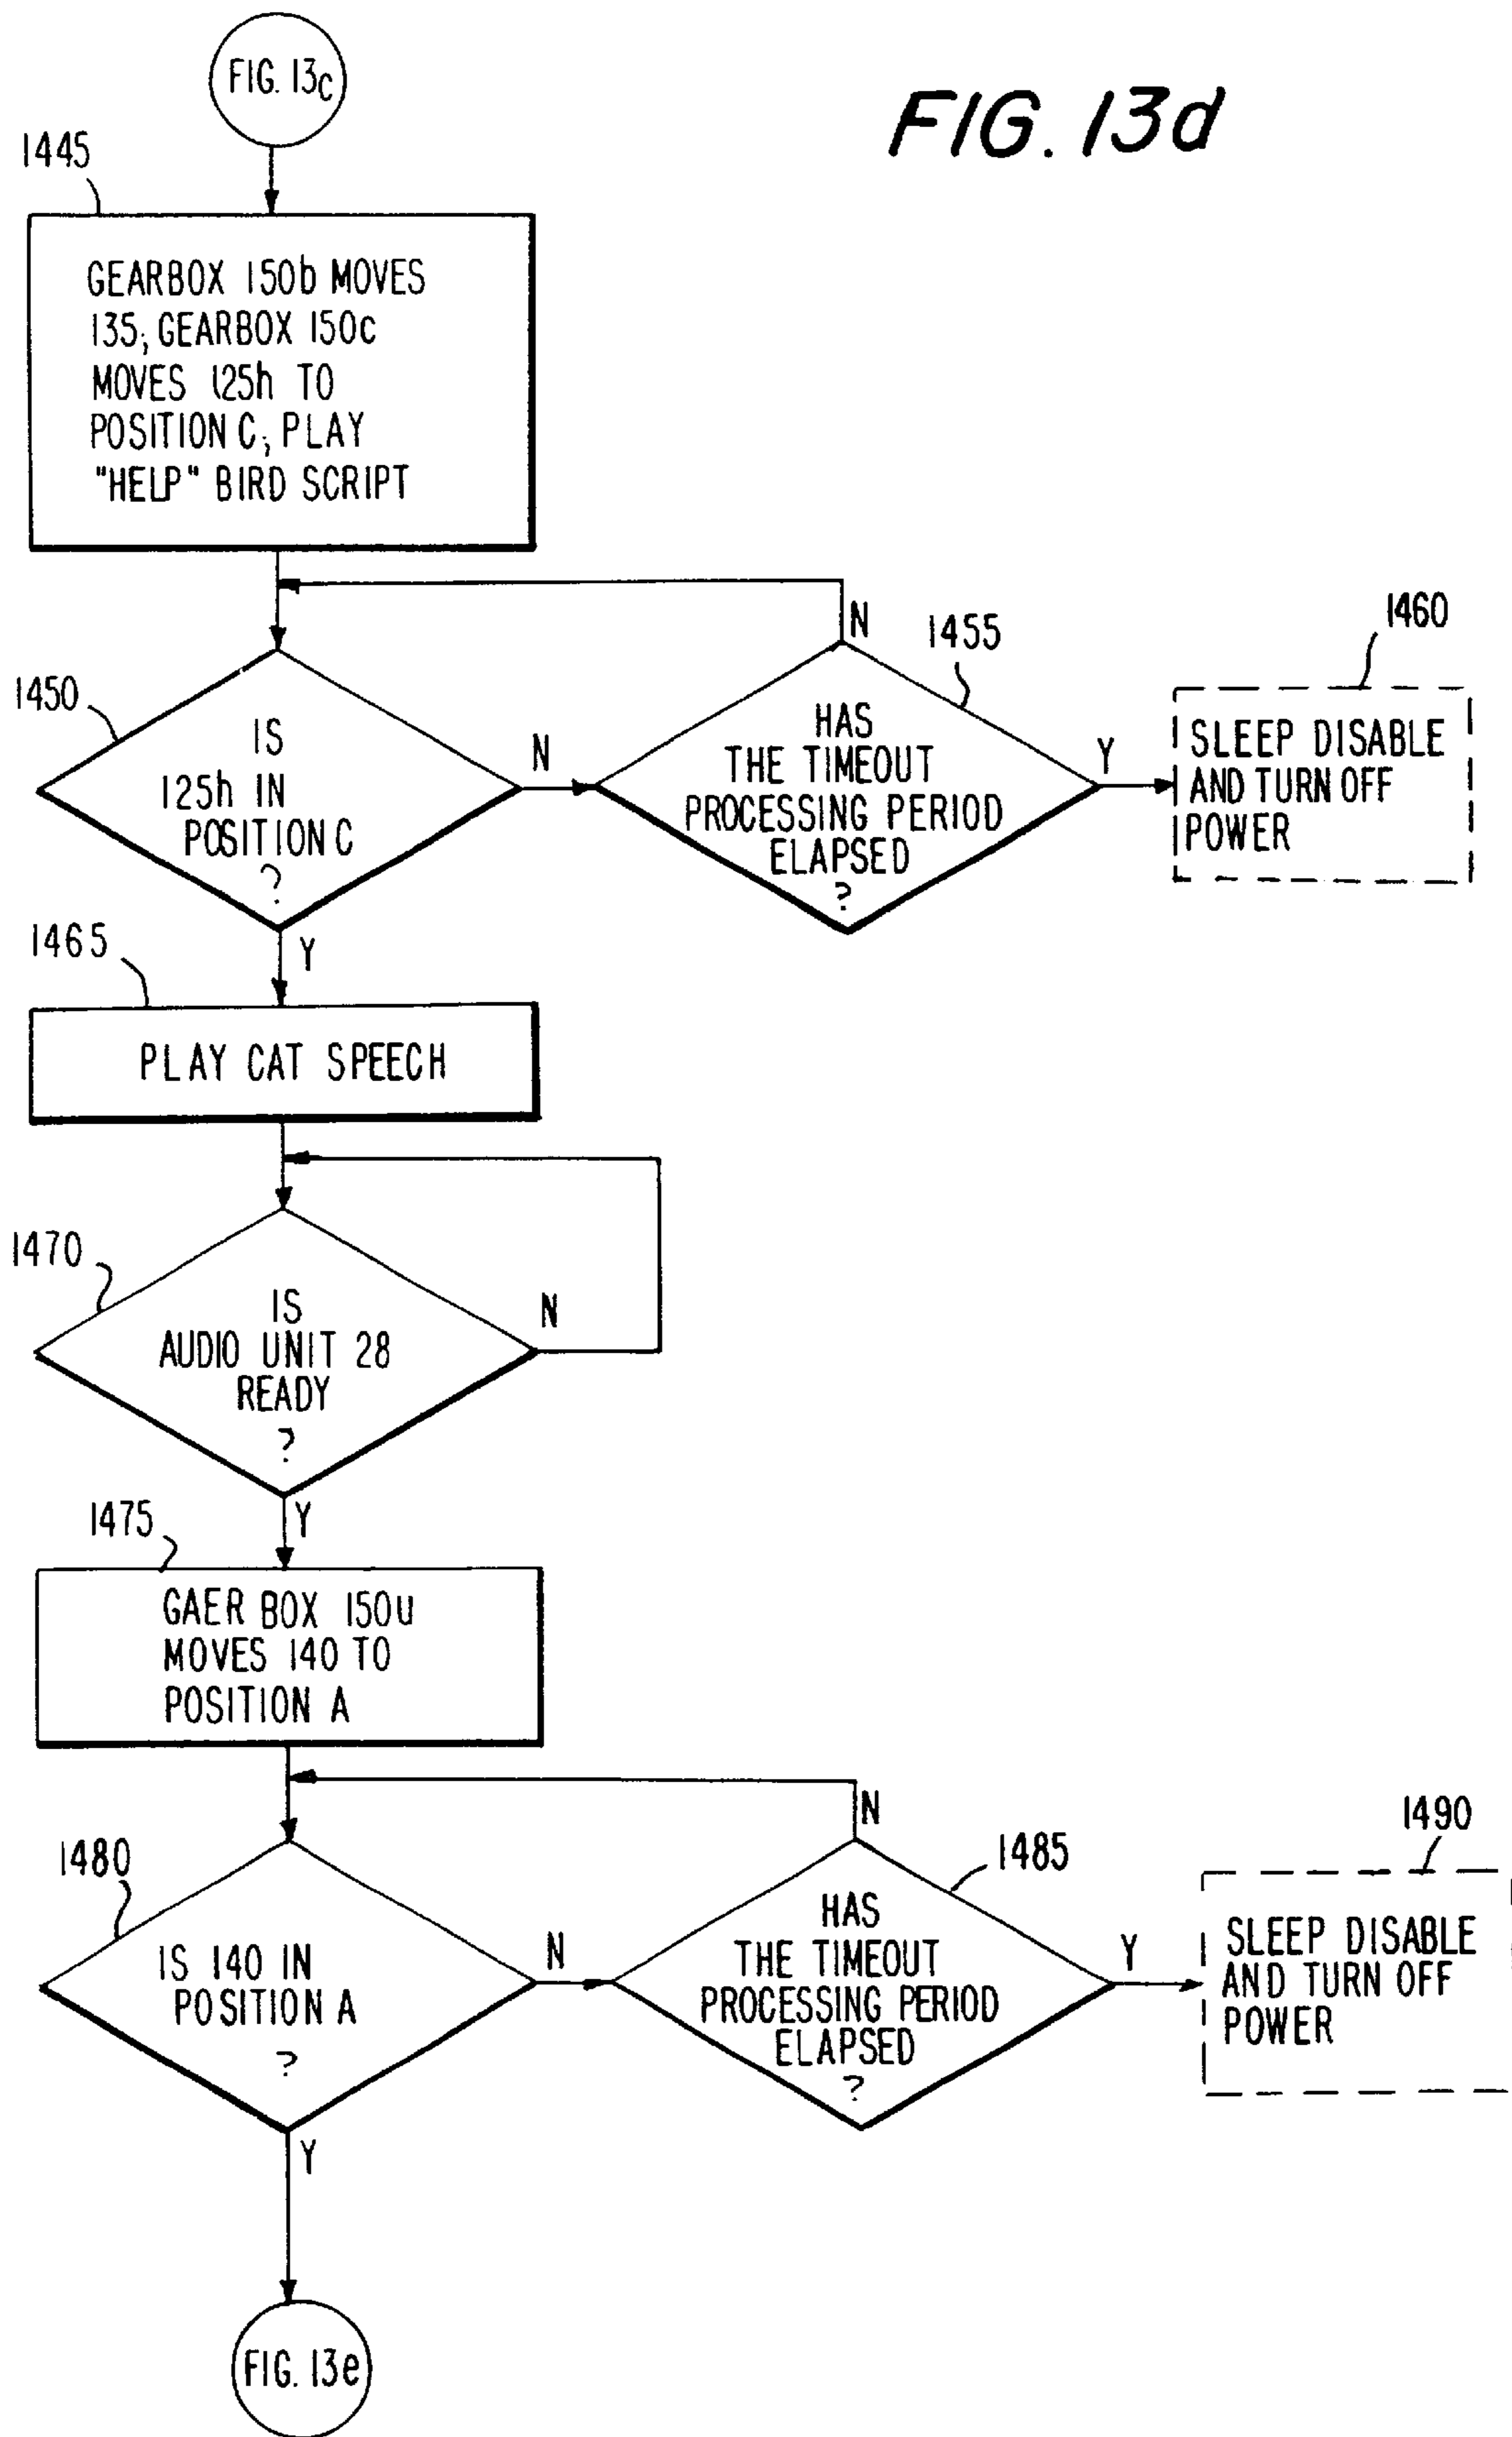 FIG. 13c
FIG. 13d
1445
GEARBOX 150b MOVES
135; GEARBOX 150c
MOVES 125h TO
POSITION C; PLAY
"HELP" BIRD SCRIPT
1450
IS
125h IN
POSITION C
?
N
Y
N
1455
HAS
THE TIMEOUT
PROCESSING PERIOD
ELAPSED
?
Y
1460
SLEEP DISABLE
AND TURN OFF
POWER
1465
PLAY CAT SPEECH
1470
IS
AUDIO UNIT 28
READY
?
N
Y
1475
GAER BOX 150u
MOVES 140 TO
POSITION A
1480
IS 140 IN
POSITION A
?
N
Y
N
1485
HAS
THE TIMEOUT
PROCESSING PERIOD
ELAPSED
?
Y
1490
SLEEP DISABLE
AND TURN OFF
POWER
FIG. 13e